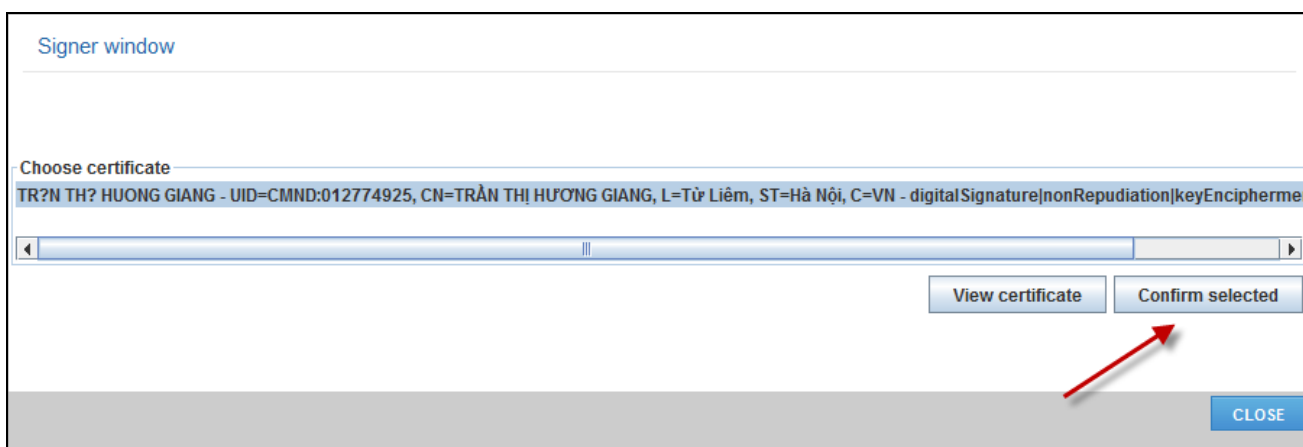 Signer window
Choose certificate
TR?N TH? HUONG GIANG - UID=CMND:012774925, CN=TRẦN THỊ HƯƠNG GIANG, L=Từ Liêm, ST=Hà Nội, C=VN - digitalSignature|nonRepudiation|keyEncipherme
View certificate Confirm selected
CLOSE